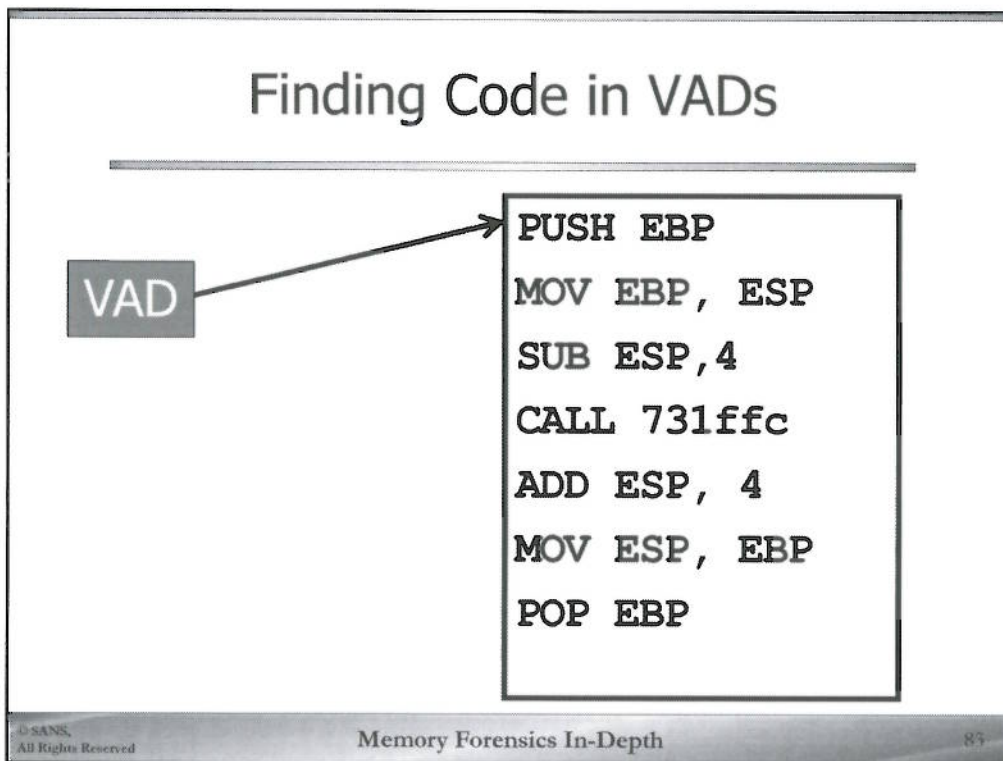 Finding Code in VADs
VAD
PUSH EBP
MOV EBP, ESP
SUB ESP,4
CALL 731ffc
ADD ESP, 4
MOV ESP, EBP
POP EBP
© SANS,
All Rights Reserved
Memory Forensics In-Depth
83